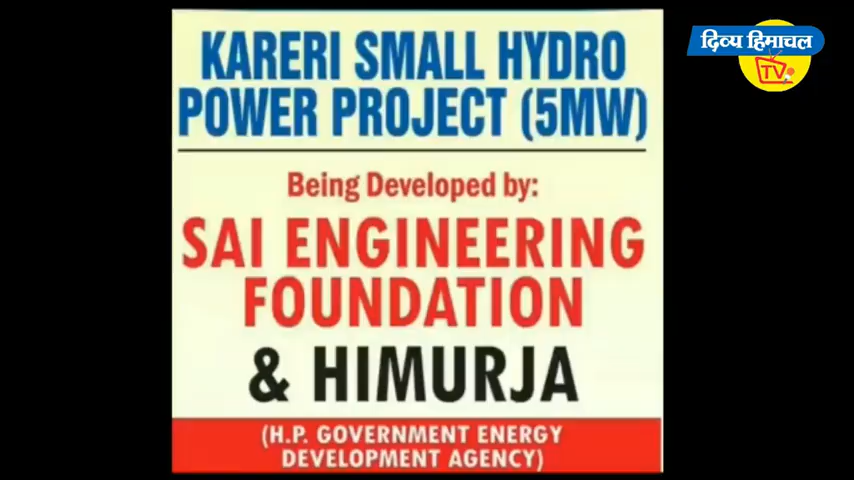 KARERI SMALL HYDRO
POWER PROJECT (5MW)
Being Developed by:
SAI ENGINEERING
FOUNDATION
& HIMURJA
(H.P. GOVERNMENT ENERGY
DEVELOPMENT AGENCY)
दिव्य हिमाचल
TV